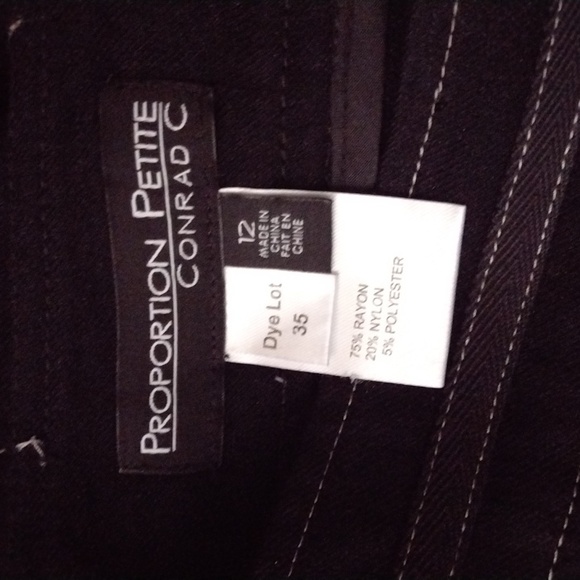 PROPORTION PETITE
CONRAD C
12
MADE IN
CHINA
FAIT EN
CHINE
Dye Lot
35
75% RAYON
20% NYLON
5% POLYESTER